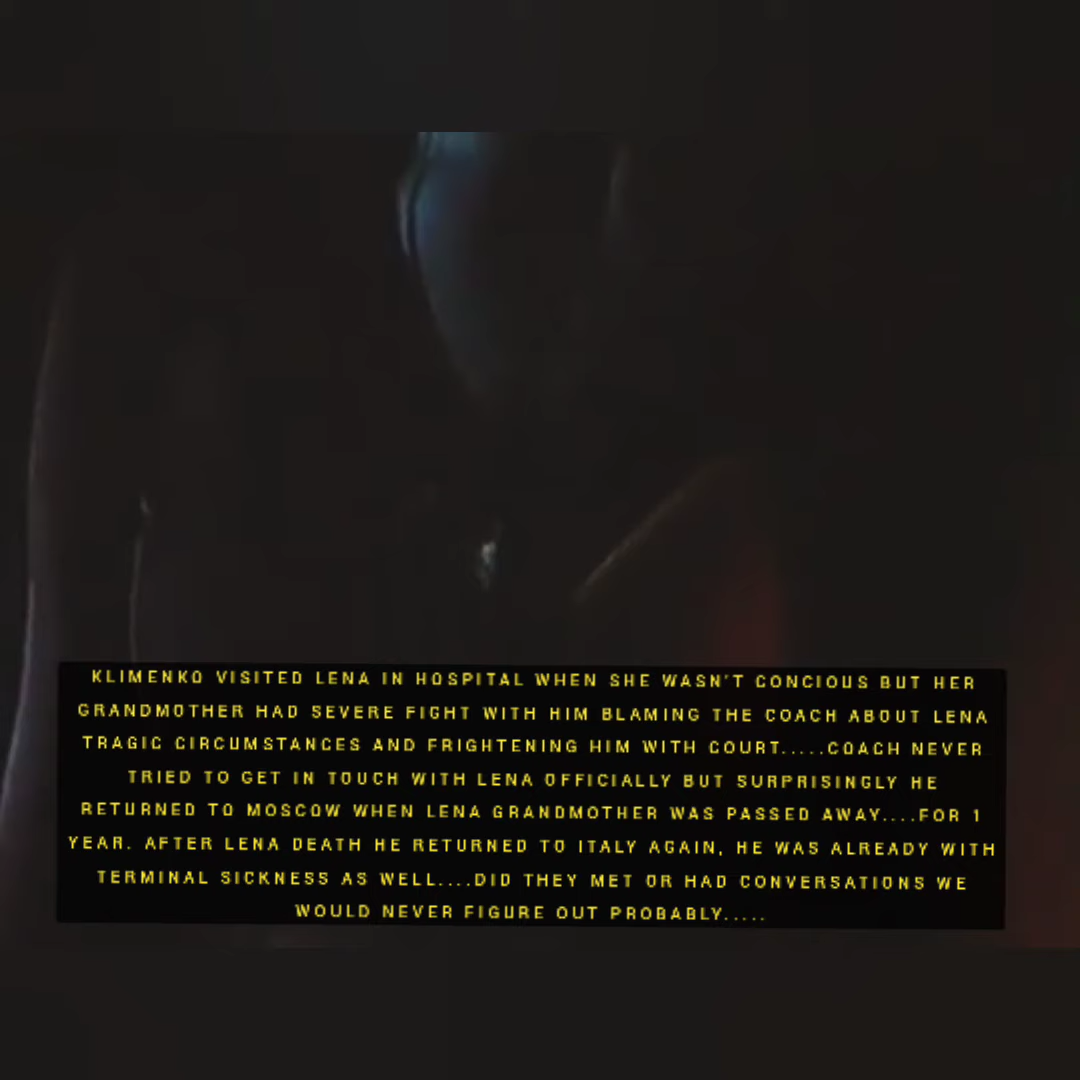 KLIMENKO VISITED LENA IN HOSPITAL WHEN SHE WASN'T CONCIOUS BUT HER
GRANDMOTHER HAD SEVERE FIGHT WITH HIM BLAMING THE COACH ABOUT LENA
TRAGIC CIRCUMSTANCES AND FRIGHTENING HIM WITH COURT.....COACH NEVER
TRIED TO GET IN TOUCH WITH LENA OFFICIALLY BUT SURPRISINGLY HE
RETURNED TO MOSCOW WHEN LENA GRANDMOTHER WAS PASSED AWAY....FOR 1
YEAR. AFTER LENA DEATH HE RETURNED TO ITALY AGAIN, HE WAS ALREADY WITH
TERMINAL SICKNESS AS WELL....DID THEY MET OR HAD CONVERSATIONS WE
WOULD NEVER FIGURE OUT PROBABLY.....